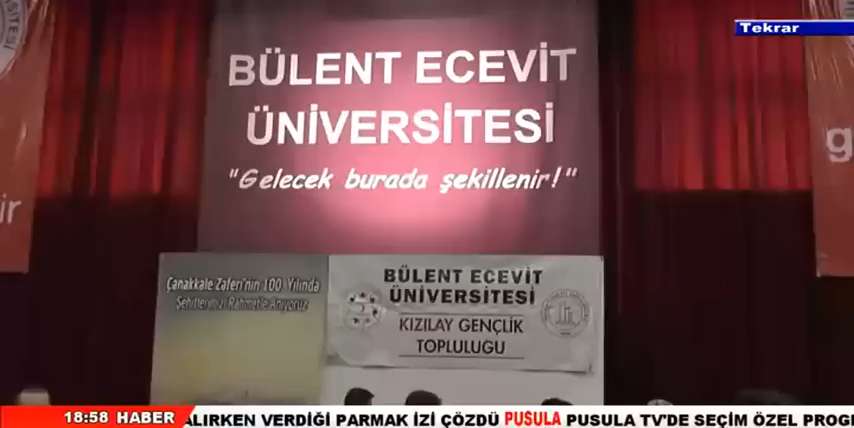 Tekrar
BÜLENT ECEVİT
ÜNİVERSİTESİ
"Gelecek burada şekillenir!"
Çanakkale Zaferi'nin 100. Yılında
Şehitlerimizi Rahmetle Anıyoruz
BÜLENT ECEVİT
ÜNİVERSİTESİ
KIZILAY GENÇLİK
TOPLULUGU
18:58 HABER ALIRKEN VERDİĞİ PARMAK İZİ ÇÖZDÜ PUSULA PUSULA TV'DE SEÇİM ÖZEL PROG